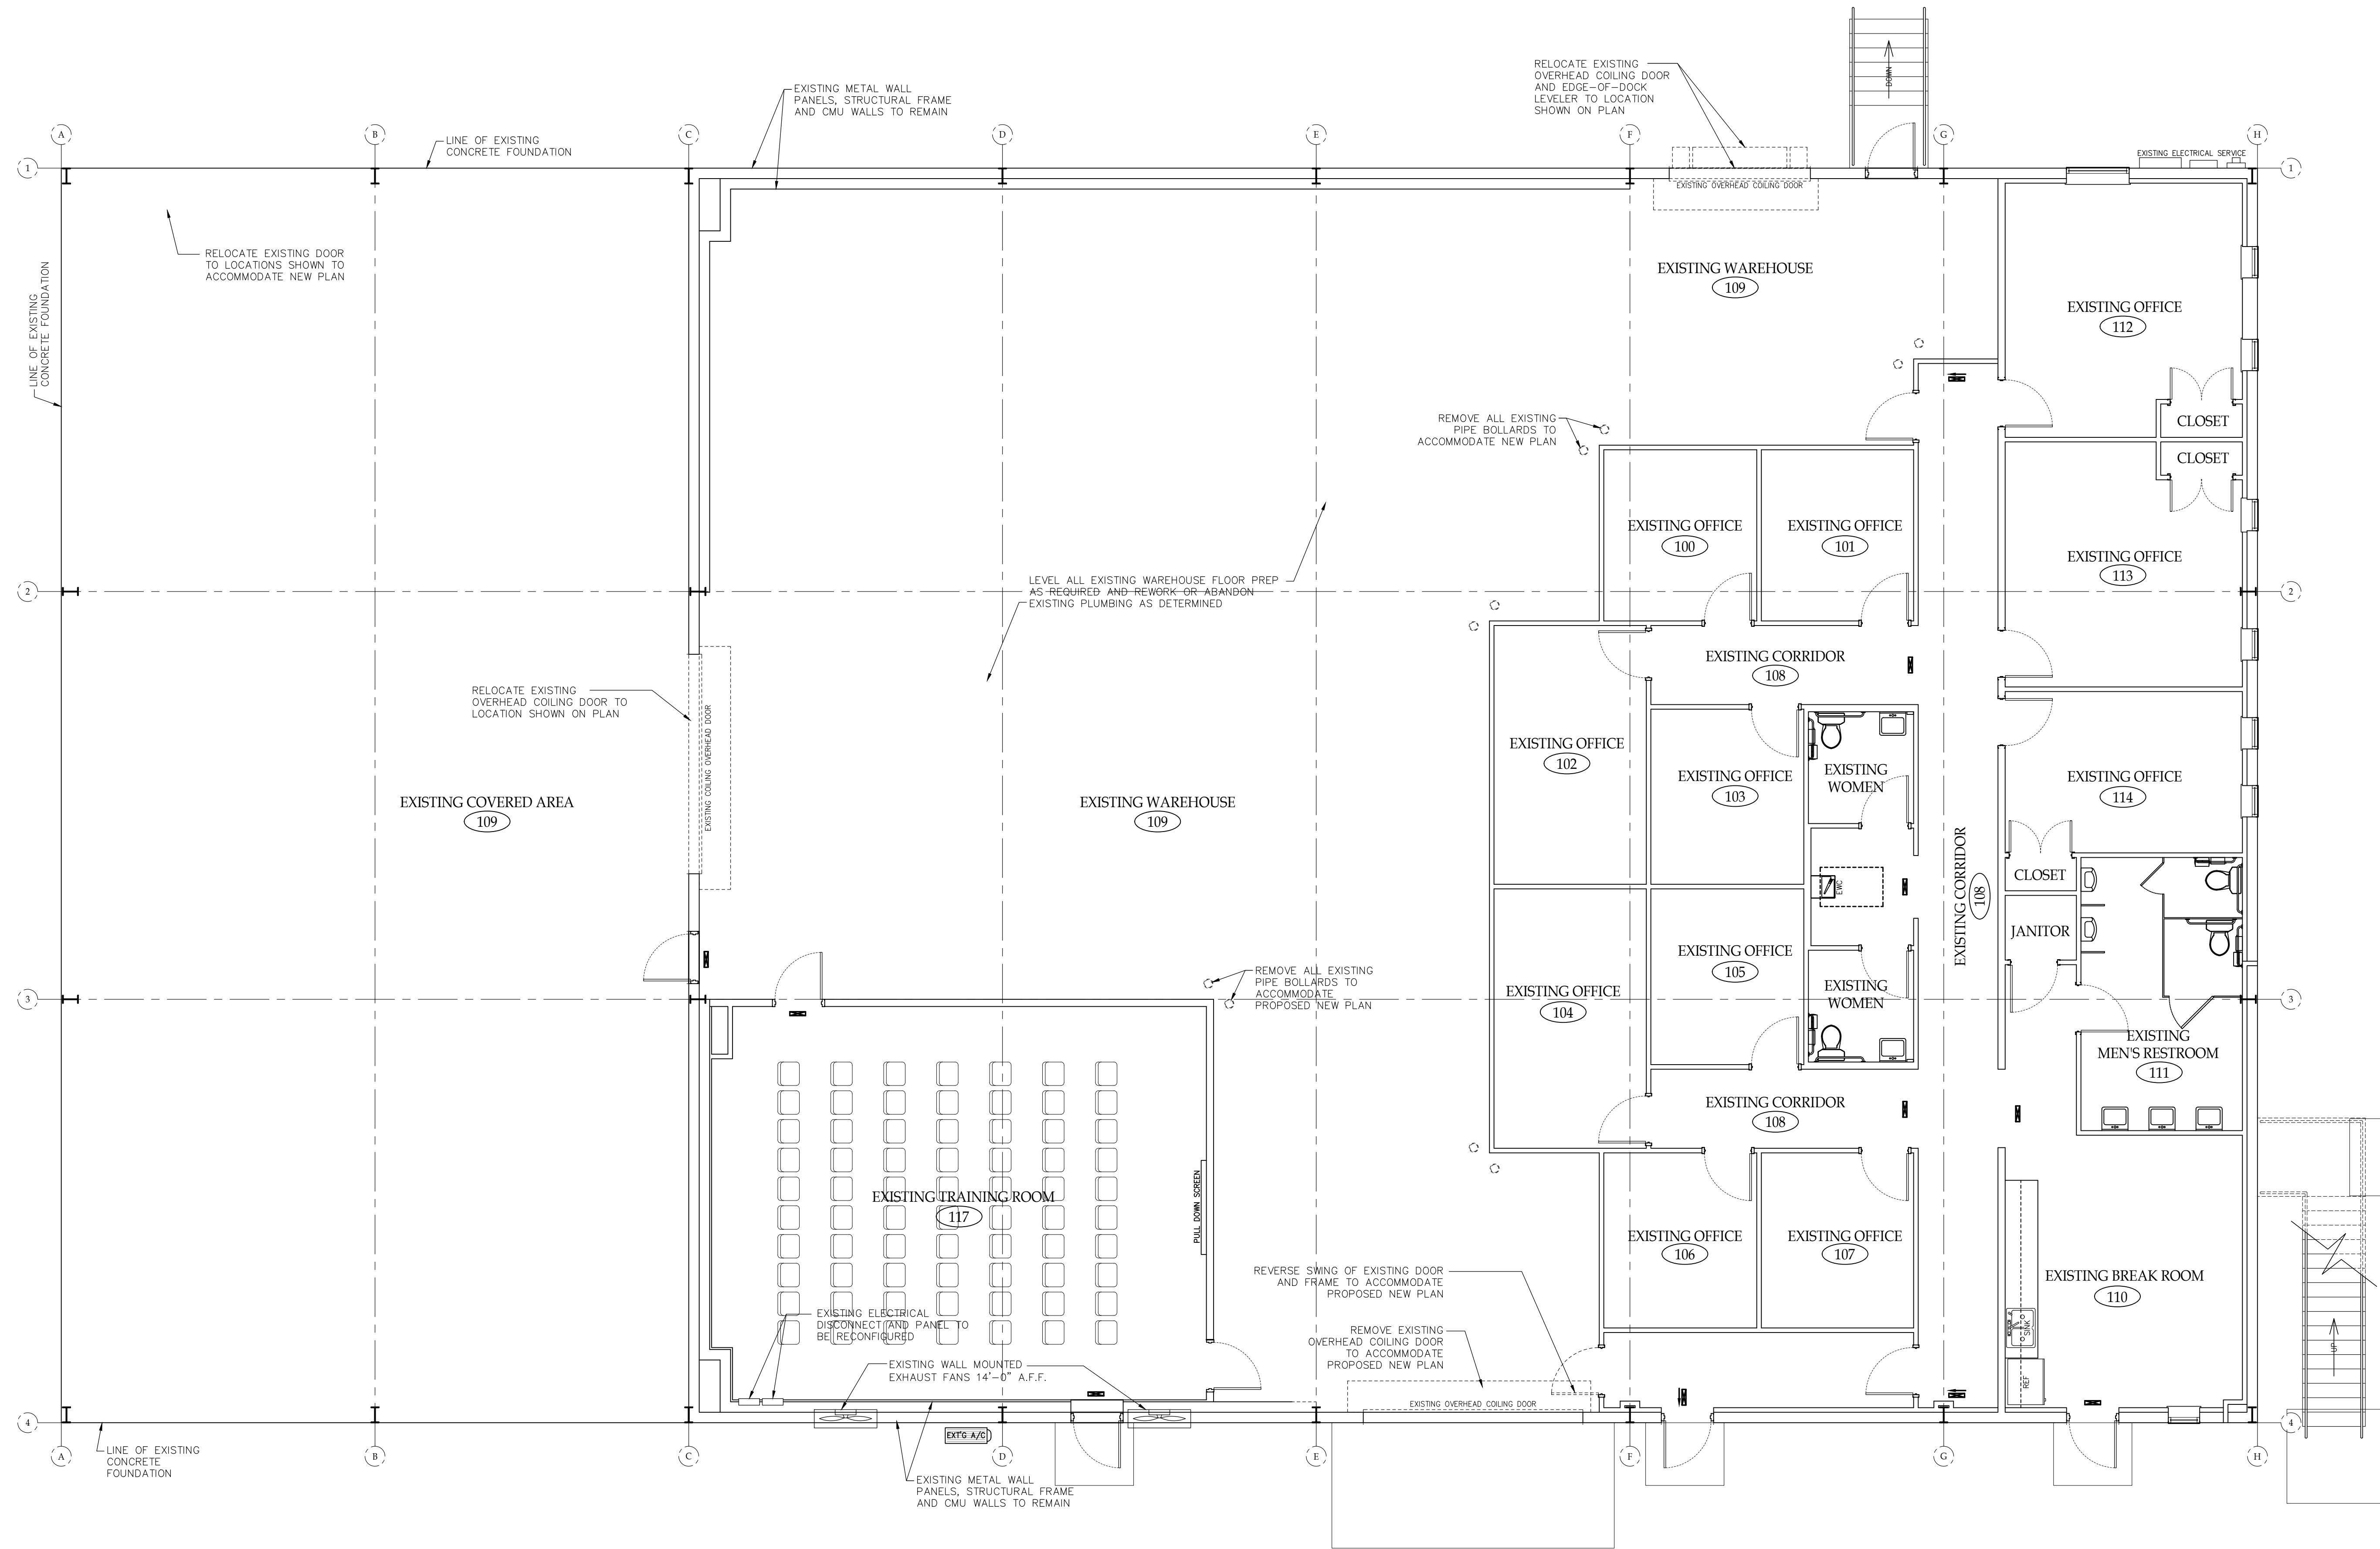 DOWN
RELOCATE EXISTING
OVERHEAD COILING DOOR
AND EDGE-OF-DOCK
LEVELER TO LOCATION
SHOWN ON PLAN
EXISTING METAL WALL
PANELS, STRUCTURAL FRAME
AND CMU WALLS TO REMAIN
A
B
C
D
E
F
G
H
LINE OF EXISTING
CONCRETE FOUNDATION
EXISTING ELECTRICAL SERVICE
1
1
EXISTING OVERHEAD COILING DOOR
RELOCATE EXISTING DOOR
TO LOCATIONS SHOWN TO
ACCOMMODATE NEW PLAN
LINE OF EXISTING
CONCRETE FOUNDATION
EXISTING WAREHOUSE
109
EXISTING OFFICE
112
CLOSET
REMOVE ALL EXISTING
PIPE BOLLARDS TO
ACCOMMODATE NEW PLAN
CLOSET
EXISTING OFFICE
100
EXISTING OFFICE
101
EXISTING OFFICE
113
LEVEL ALL EXISTING WAREHOUSE FLOOR PREP
AS REQUIRED AND REWORK OR ABANDON
EXISTING PLUMBING AS DETERMINED
2
2
EXISTING CORRIDOR
108
RELOCATE EXISTING
OVERHEAD COILING DOOR TO
LOCATION SHOWN ON PLAN
EXISTING COILING OVERHEAD DOOR
EXISTING OFFICE
102
EXISTING OFFICE
103
EXISTING
WOMEN
EXISTING OFFICE
114
EXISTING COVERED AREA
109
EXISTING WAREHOUSE
109
EWC
EXISTING CORRIDOR
108
CLOSET
JANITOR
EXISTING OFFICE
105
EXISTING OFFICE
104
EXISTING
WOMEN
REMOVE ALL EXISTING
PIPE BOLLARDS TO
ACCOMMODATE
PROPOSED NEW PLAN
3
3
EXISTING
MEN'S RESTROOM
111
EXISTING CORRIDOR
108
EXISTING TRAINING ROOM
117
PULL DOWN SCREEN
EXISTING OFFICE
106
EXISTING OFFICE
107
EXISTING BREAK ROOM
110
SINK
REF
UP
REVERSE SWING OF EXISTING DOOR
AND FRAME TO ACCOMMODATE
PROPOSED NEW PLAN
EXISTING ELECTRICAL
DISCONNECT AND PANEL TO
BE RECONFIGURED
REMOVE EXISTING
OVERHEAD COILING DOOR
TO ACCOMMODATE
PROPOSED NEW PLAN
EXISTING WALL MOUNTED
EXHAUST FANS 14'-0" A.F.F.
EXISTING OVERHEAD COILING DOOR
4
4
EXT'G A/C
LINE OF EXISTING
CONCRETE
FOUNDATION
A
B
C
D
E
F
G
H
EXISTING METAL WALL
PANELS, STRUCTURAL FRAME
AND CMU WALLS TO REMAIN